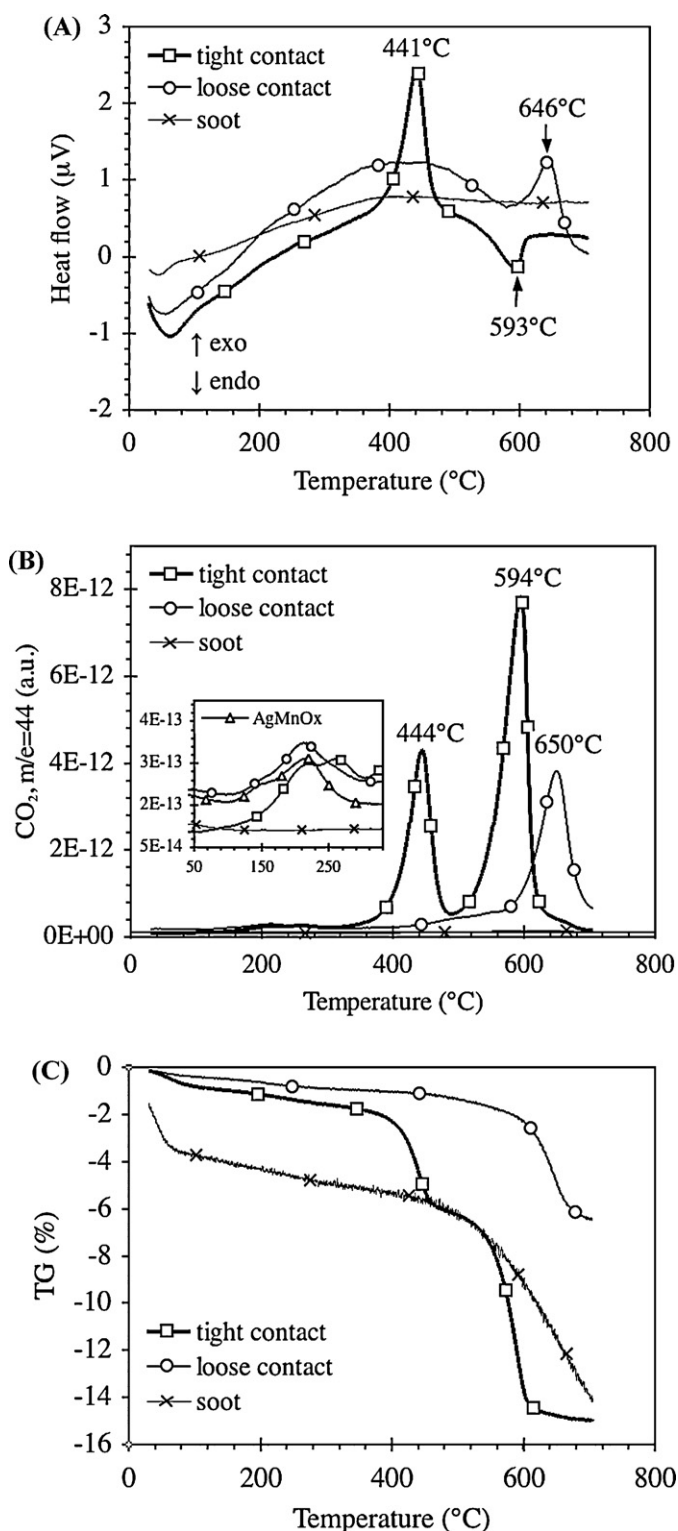 (A)
3
2
1
0
-1
-2
Heat flow (µV)
tight contact
loose contact
soot
441°C
646°C
593°C
↑ exo
↓ endo
0 200 400 600 800
Temperature (°C)
(B)
8E-12
6E-12
4E-12
2E-12
0E+00
CO₂, m/e=44 (a.u.)
tight contact
loose contact
soot
594°C
444°C
650°C
AgMnOx
4E-13
3E-13
2E-13
5E-14
50 150 250
0 200 400 600 800
Temperature (°C)
(C)
0
-2
-4
-6
-8
-10
-12
-14
-16
TG (%)
tight contact
loose contact
soot
0 200 400 600 800
Temperature (°C)